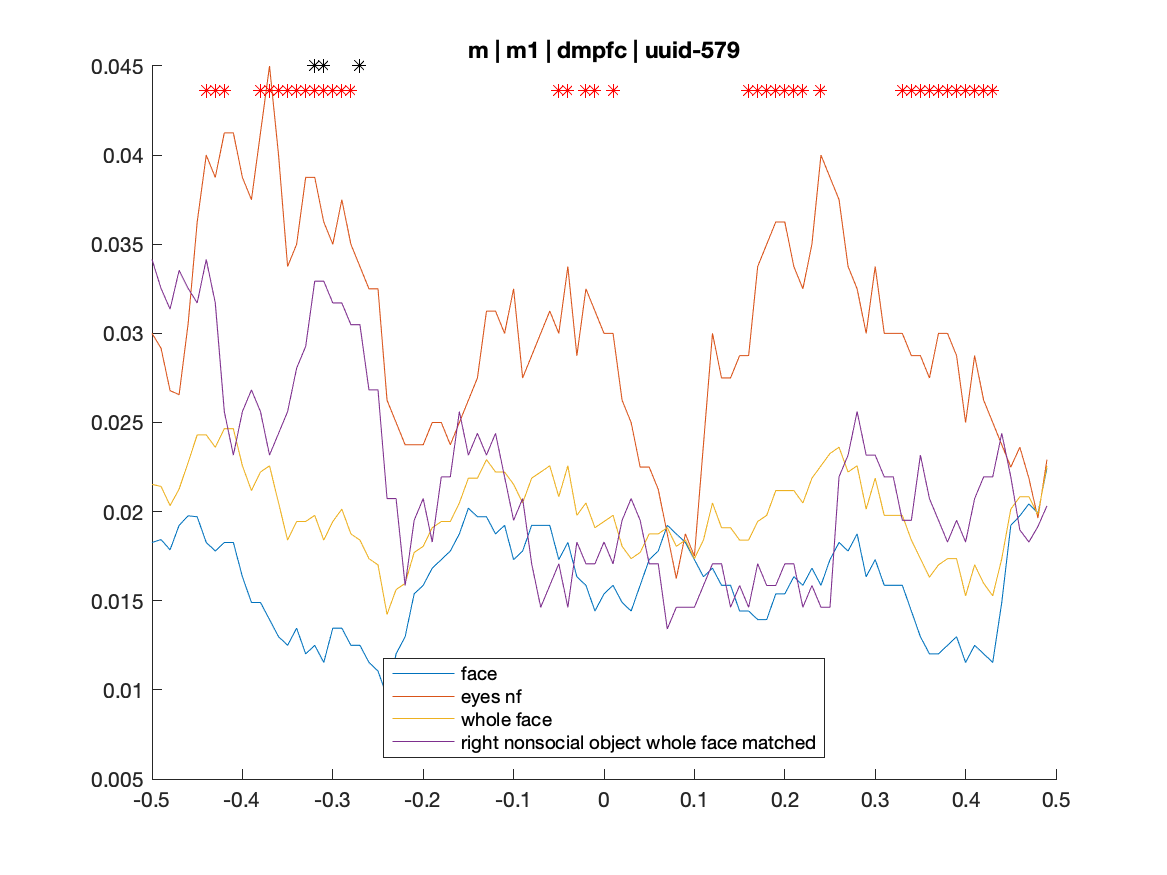 m | m1 | dmpfc | uuid-579
0.045
0.04
0.035
0.03
0.025
0.02
0.015
0.01
0.005
-0.5 -0.4 -0.3 -0.2 -0.1 0 0.1 0.2 0.3 0.4 0.5
face
eyes nf
whole face
right nonsocial object whole face matched